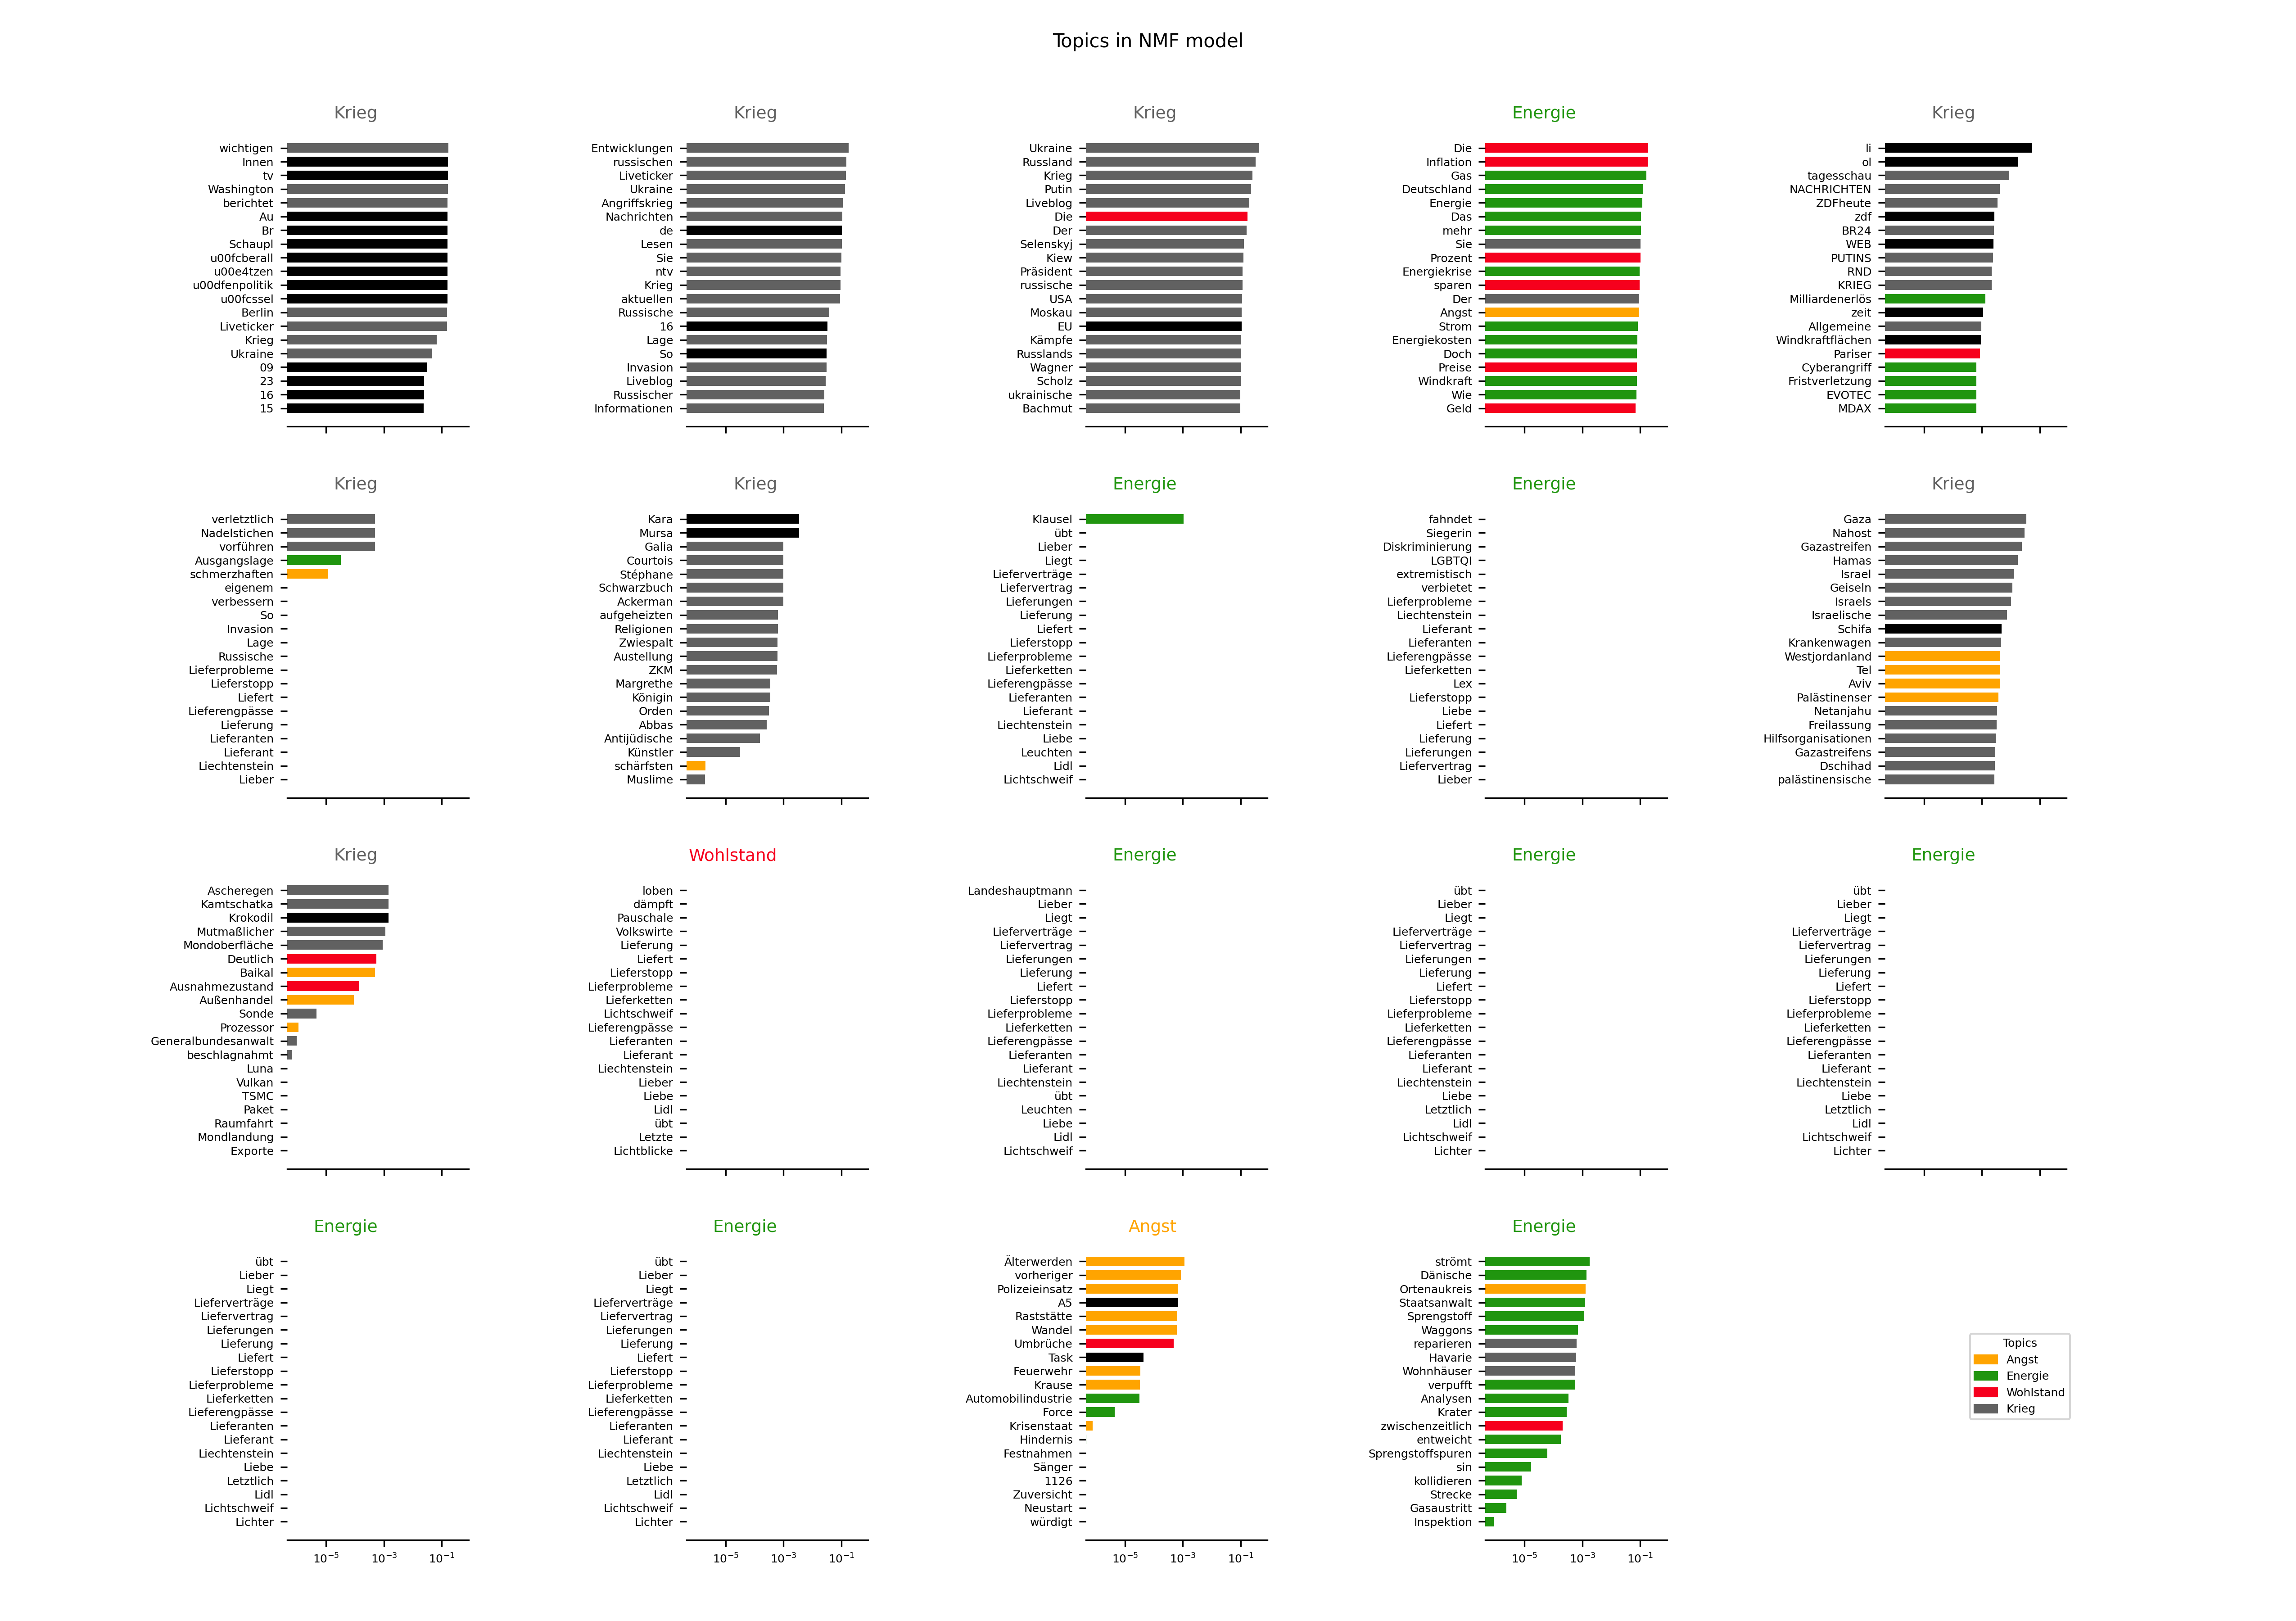 Topics in NMF model
Krieg
wichtigen
Innen
tv
Washington
berichtet
Au
Br
Schaupl
u00fcberall
u00e4tzen
u00dfenpolitik
u00fcssel
Berlin
Liveticker
Krieg
Ukraine
09
23
16
15
Krieg
Entwicklungen
russischen
Liveticker
Ukraine
Angriffskrieg
Nachrichten
de
Lesen
Sie
ntv
Krieg
aktuellen
Russische
16
Lage
So
Invasion
Liveblog
Russischer
Informationen
Krieg
Ukraine
Russland
Krieg
Putin
Liveblog
Die
Der
Selenskyj
Kiew
Präsident
russische
USA
Moskau
EU
Kämpfe
Russlands
Wagner
Scholz
ukrainische
Bachmut
Energie
Die
Inflation
Gas
Deutschland
Energie
Das
mehr
Sie
Prozent
Energiekrise
sparen
Der
Angst
Strom
Energiekosten
Doch
Preise
Windkraft
Wie
Geld
Krieg
li
ol
tagesschau
NACHRICHTEN
ZDFheute
zdf
BR24
WEB
PUTINS
RND
KRIEG
Milliardenerlös
zeit
Allgemeine
Windkraftflächen
Pariser
Cyberangriff
Fristverletzung
EVOTEC
MDAX
Krieg
verletztlich
Nadelstichen
vorführen
Ausgangslage
schmerzhaften
eigenem
verbessern
So
Invasion
Lage
Russische
Lieferprobleme
Lieferstopp
Liefert
Lieferengpässe
Lieferung
Lieferanten
Lieferant
Liechtenstein
Lieber
Krieg
Kara
Mursa
Galia
Courtois
Stéphane
Schwarzbuch
Ackerman
aufgeheizten
Religionen
Zwiespalt
Austellung
ZKM
Margrethe
Königin
Orden
Abbas
Antijüdische
Künstler
schärfsten
Muslime
Energie
Klausel
übt
Lieber
Liegt
Lieferverträge
Liefervertrag
Lieferungen
Lieferung
Liefert
Lieferstopp
Lieferprobleme
Lieferketten
Lieferengpässe
Lieferanten
Lieferant
Liechtenstein
Liebe
Leuchten
Lidl
Lichtschweif
Energie
fahndet
Siegerin
Diskriminierung
LGBTQI
extremistisch
verbietet
Lieferprobleme
Liechtenstein
Lieferant
Lieferanten
Lieferengpässe
Lieferketten
Lex
Lieferstopp
Liebe
Liefert
Lieferung
Lieferungen
Liefervertrag
Lieber
Krieg
Gaza
Nahost
Gazastreifen
Hamas
Israel
Geiseln
Israels
Israelische
Schifa
Krankenwagen
Westjordanland
Tel
Aviv
Palästinenser
Netanjahu
Freilassung
Hilfsorganisationen
Gazastreifens
Dschihad
palästinensische
Krieg
Ascheregen
Kamtschatka
Krokodil
Mutmaßlicher
Mondoberfläche
Deutlich
Baikal
Ausnahmezustand
Außenhandel
Sonde
Prozessor
Generalbundesanwalt
beschlagnahmt
Luna
Vulkan
TSMC
Paket
Raumfahrt
Mondlandung
Exporte
Wohlstand
loben
dämpft
Pauschale
Volkswirte
Lieferung
Liefert
Lieferstopp
Lieferprobleme
Lieferketten
Lichtschweif
Lieferengpässe
Lieferanten
Lieferant
Liechtenstein
Lieber
Liebe
Lidl
übt
Letzte
Lichtblicke
Energie
Landeshauptmann
Lieber
Liegt
Lieferverträge
Liefervertrag
Lieferungen
Lieferung
Liefert
Lieferstopp
Lieferprobleme
Lieferketten
Lieferengpässe
Lieferanten
Lieferant
Liechtenstein
übt
Leuchten
Liebe
Lidl
Lichtschweif
Energie
übt
Lieber
Liegt
Lieferverträge
Liefervertrag
Lieferungen
Lieferung
Liefert
Lieferstopp
Lieferprobleme
Lieferketten
Lieferengpässe
Lieferanten
Lieferant
Liechtenstein
Liebe
Letztlich
Lidl
Lichtschweif
Lichter
Energie
übt
Lieber
Liegt
Lieferverträge
Liefervertrag
Lieferungen
Lieferung
Liefert
Lieferstopp
Lieferprobleme
Lieferketten
Lieferengpässe
Lieferanten
Lieferant
Liechtenstein
Liebe
Letztlich
Lidl
Lichtschweif
Lichter
Energie
übt
Lieber
Liegt
Lieferverträge
Liefervertrag
Lieferungen
Lieferung
Liefert
Lieferstopp
Lieferprobleme
Lieferketten
Lieferengpässe
Lieferanten
Lieferant
Liechtenstein
Liebe
Letztlich
Lidl
Lichtschweif
Lichter
10⁻⁵ 10⁻³ 10⁻¹
Energie
übt
Lieber
Liegt
Lieferverträge
Liefervertrag
Lieferungen
Lieferung
Liefert
Lieferstopp
Lieferprobleme
Lieferketten
Lieferengpässe
Lieferanten
Lieferant
Liechtenstein
Liebe
Letztlich
Lidl
Lichtschweif
Lichter
10⁻⁵ 10⁻³ 10⁻¹
Angst
Älterwerden
vorheriger
Polizeieinsatz
A5
Raststätte
Wandel
Umbrüche
Task
Feuerwehr
Krause
Automobilindustrie
Force
Krisenstaat
Hindernis
Festnahmen
Sänger
1126
Zuversicht
Neustart
würdigt
10⁻⁵ 10⁻³ 10⁻¹
Energie
strömt
Dänische
Ortenaukreis
Staatsanwalt
Sprengstoff
Waggons
reparieren
Havarie
Wohnhäuser
verpufft
Analysen
Krater
zwischenzeitlich
entweicht
Sprengstoffspuren
sin
kollidieren
Strecke
Gasaustritt
Inspektion
10⁻⁵ 10⁻³ 10⁻¹
Topics
Angst
Energie
Wohlstand
Krieg